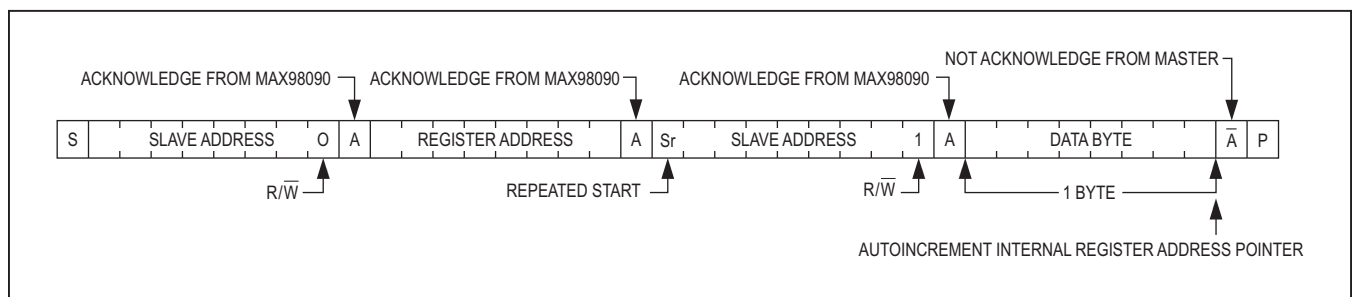 NOT ACKNOWLEDGE FROM MASTER
ACKNOWLEDGE FROM MAX98090 ACKNOWLEDGE FROM MAX98090 ACKNOWLEDGE FROM MAX98090
S SLAVE ADDRESS 0 A REGISTER ADDRESS A Sr SLAVE ADDRESS 1 A DATA BYTE A̅ P
R/W̅ REPEATED START R/W̅ 1 BYTE
AUTOINCREMENT INTERNAL REGISTER ADDRESS POINTER